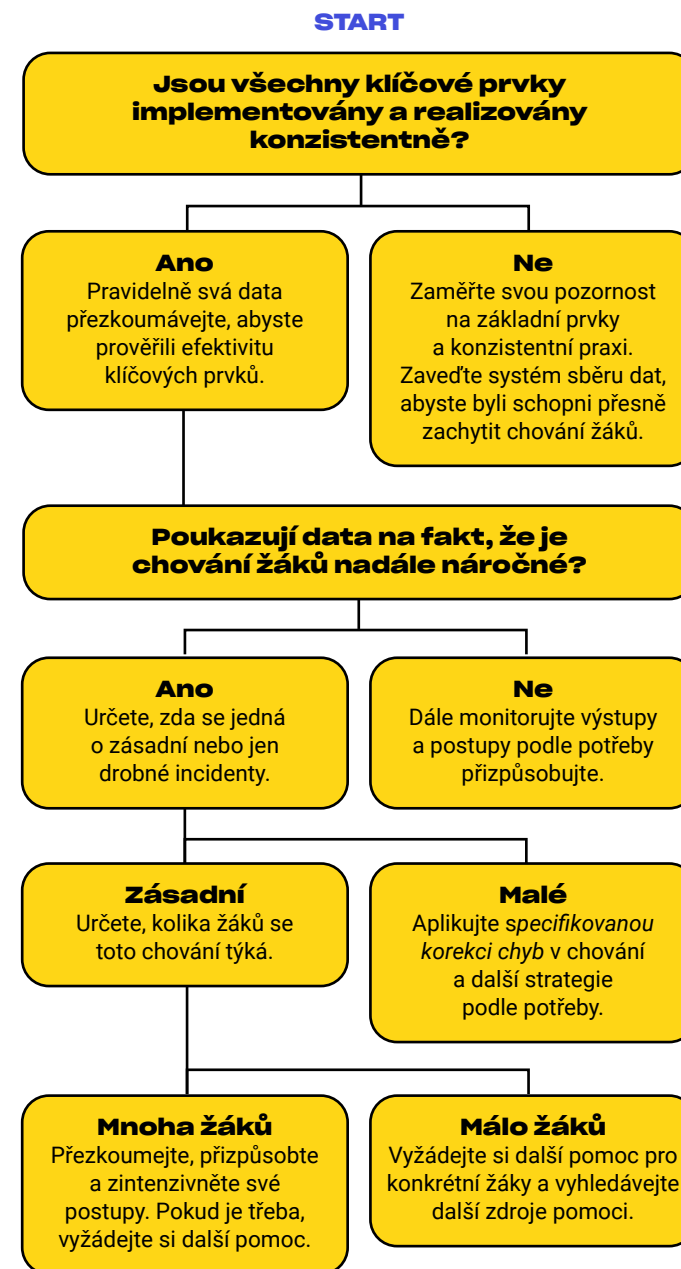 START
Jsou všechny klíčové prvky
implementovány a realizovány
konzistentně?
Ano
Pravidelně svá data
přezkoumávejte, abyste
prověřili efektivitu
klíčových prvků.
Ne
Zaměřte svou pozornost
na základní prvky
a konzistentní praxi.
Zaveďte systém sběru dat,
abyste byli schopni přesně
zachytit chování žáků.
Poukazují data na fakt, že je
chování žáků nadále náročné?
Ano
Určete, zda se jedná
o zásadní nebo jen
drobné incidenty.
Ne
Dále monitorujte výstupy
a postupy podle potřeby
přizpůsobujte.
Zásadní
Určete, kolika žáků se
toto chování týká.
Malé
Aplikujte specifikovanou
korekci chyb v chování
a další strategie
podle potřeby.
Mnoha žáků
Přezkoumejte, přizpůsobte
a zintenzivněte své
postupy. Pokud je třeba,
vyžádejte si další pomoc.
Málo žáků
Vyžádejte si další pomoc pro
konkrétní žáky a vyhledávejte
další zdroje pomoci.